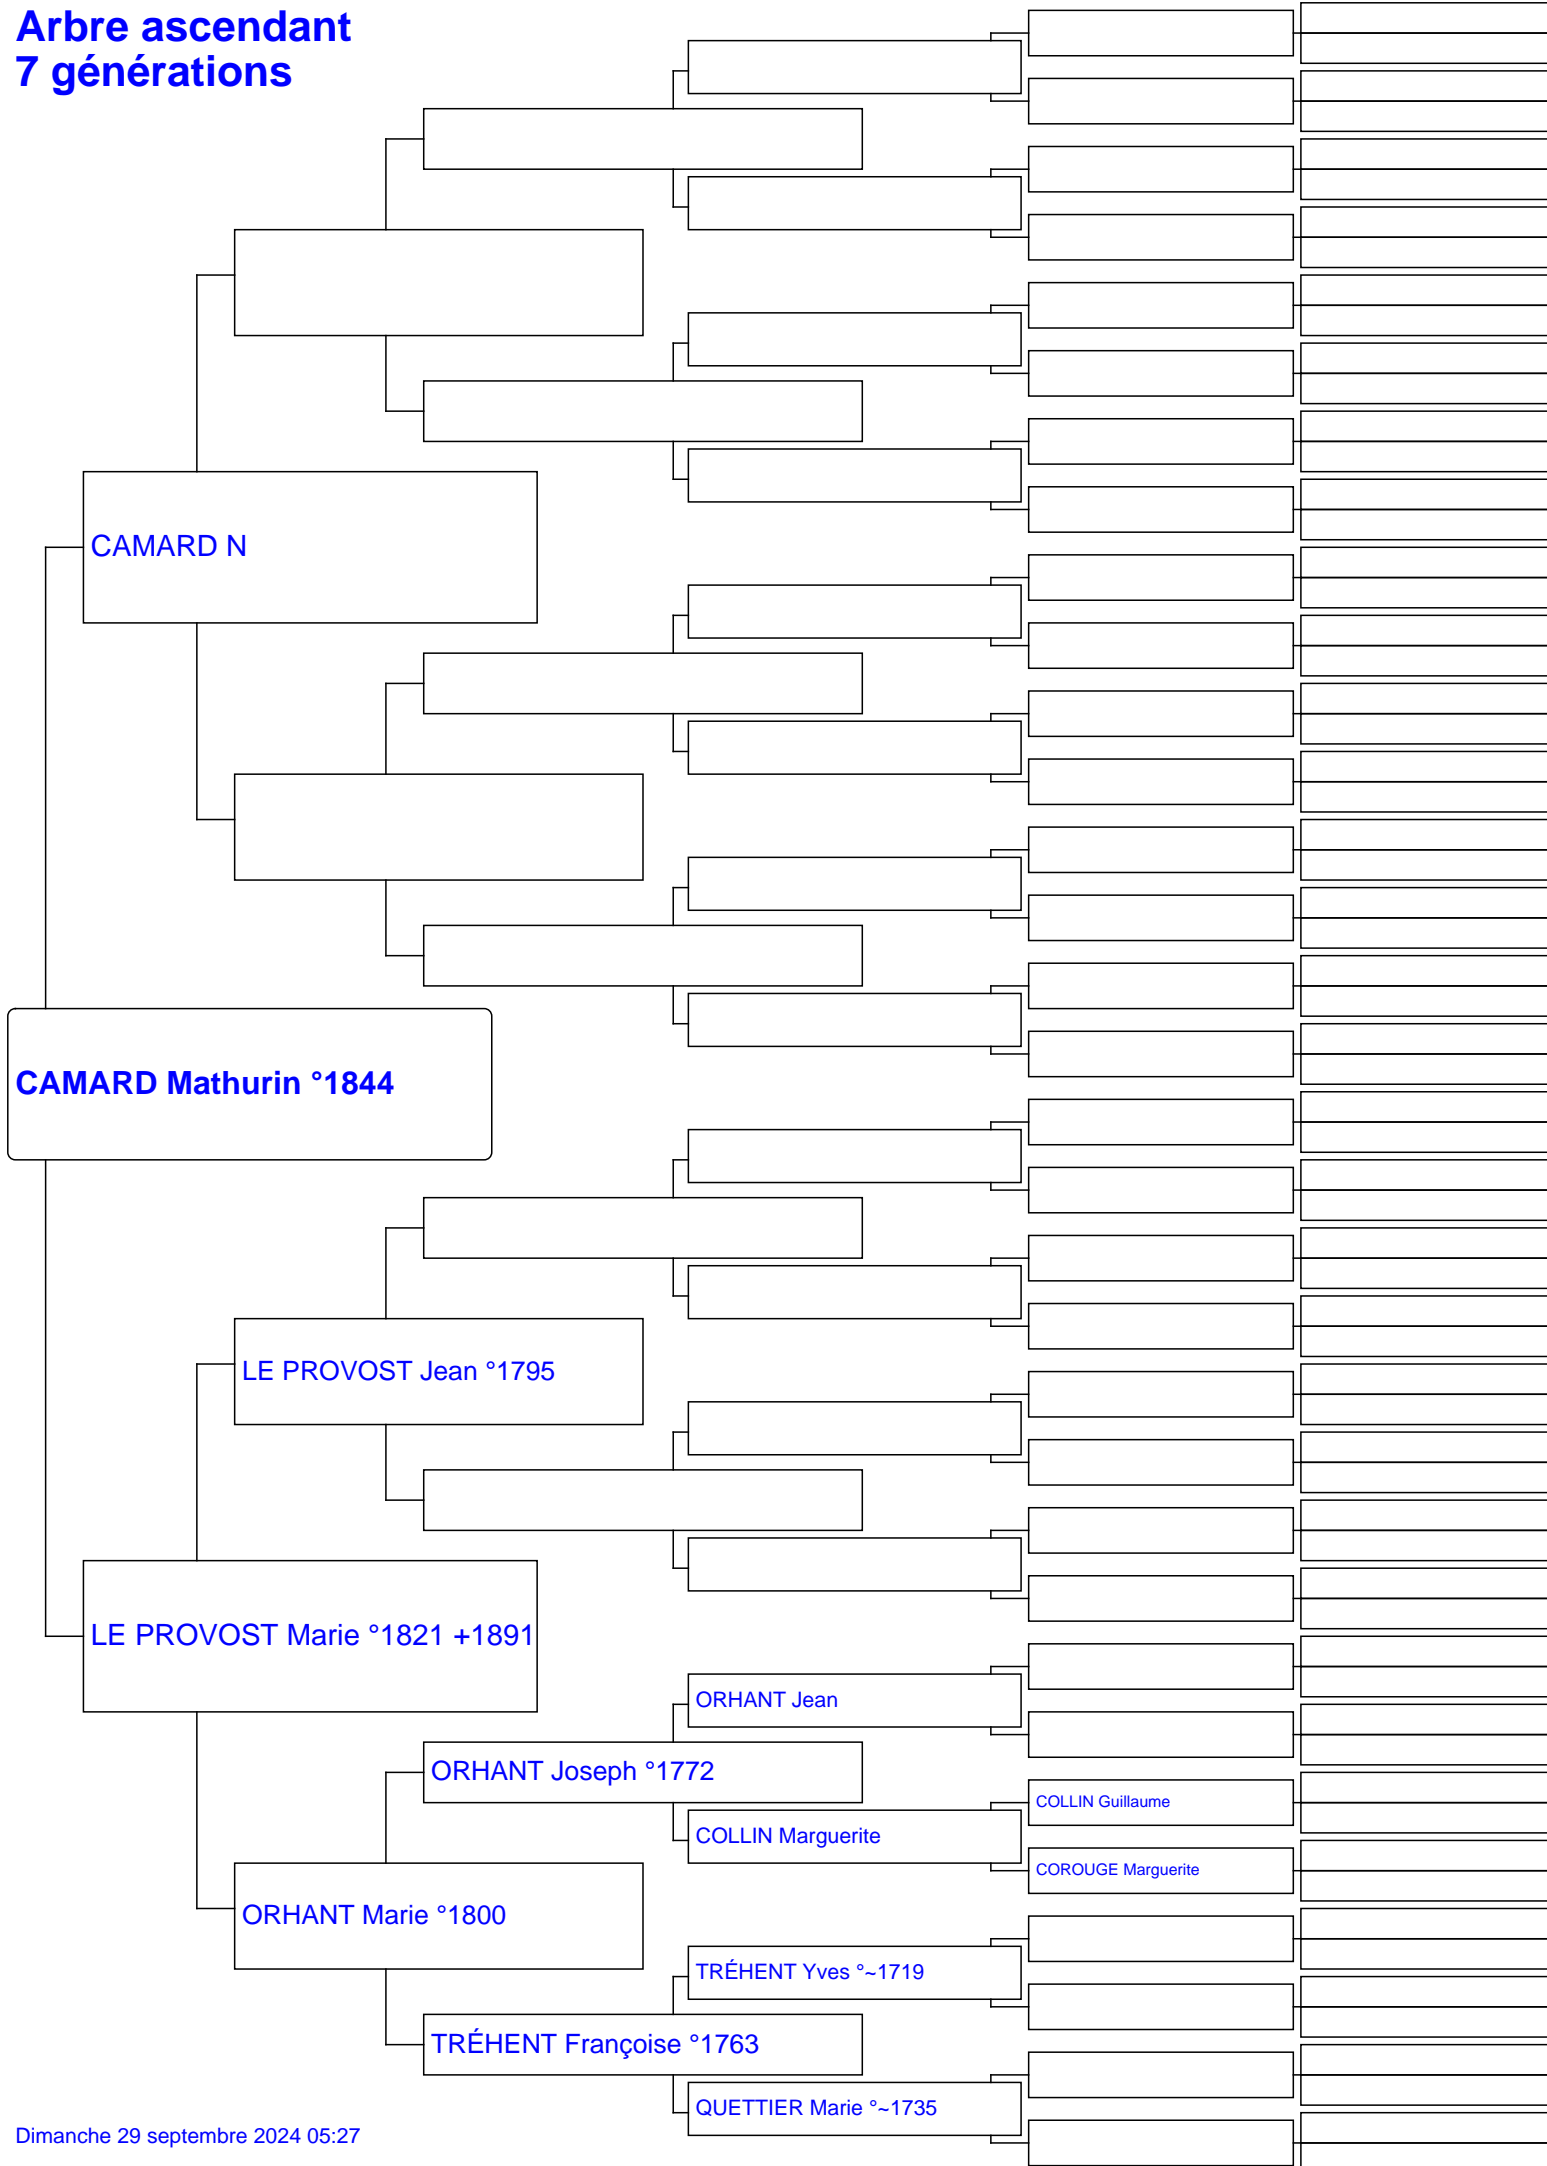 Arbre ascendant
7 générations
CAMARD N
CAMARD Mathurin °1844
LE PROVOST Jean °1795
LE PROVOST Marie °1821 +1891
ORHANT Jean
ORHANT Joseph °1772
COLLIN Guillaume
COLLIN Marguerite
COROUGE Marguerite
ORHANT Marie °1800
TRÉHENT Yves °~1719
TRÉHENT Françoise °1763
QUETTIER Marie °~1735
Dimanche 29 septembre 2024 05:27